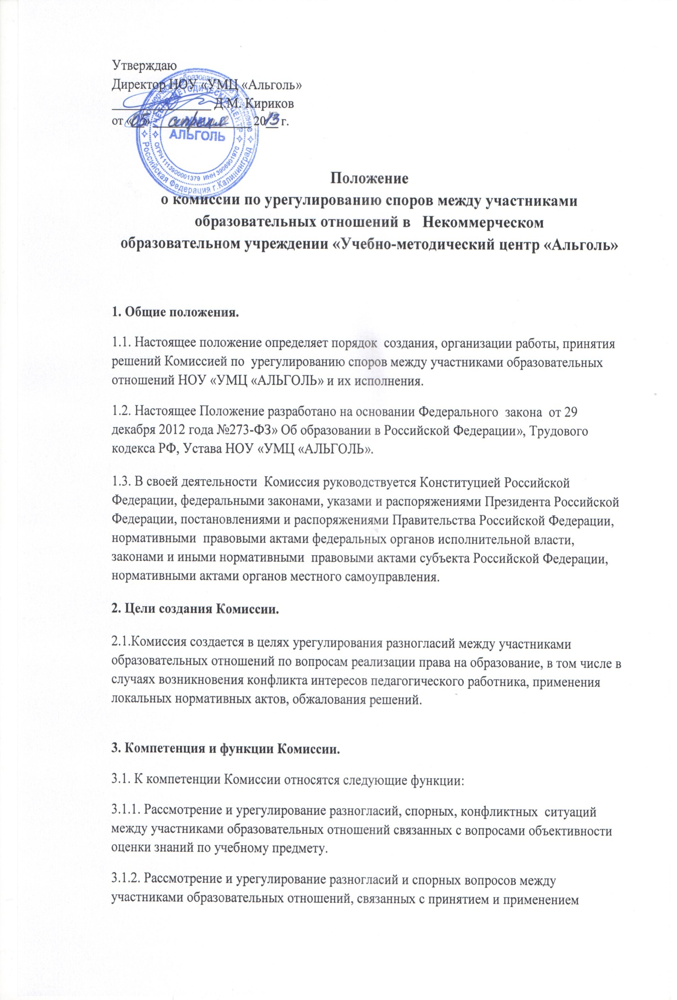 Утверждаю
Директор НОУ «УМЦ «Альголь»
Д.М. Кириков
от «05» апреля 2013 г.
некоммерческое образовательное учреждение
УЧЕБНО-МЕТОДИЧЕСКИЙ ЦЕНТР
АЛЬГОЛЬ
ОГРН 1113900001379 ИНН 3906901970
Российская Федерация г.Калининград
Положение
о комиссии по урегулированию споров между участниками
образовательных отношений в Некоммерческом
образовательном учреждении «Учебно-методический центр «Альголь»
1. Общие положения.
1.1. Настоящее положение определяет порядок создания, организации работы, принятия
решений Комиссией по урегулированию споров между участниками образовательных
отношений НОУ «УМЦ «АЛЬГОЛЬ» и их исполнения.
1.2. Настоящее Положение разработано на основании Федерального закона от 29
декабря 2012 года №273-ФЗ» Об образовании в Российской Федерации», Трудового
кодекса РФ, Устава НОУ «УМЦ «АЛЬГОЛЬ».
1.3. В своей деятельности Комиссия руководствуется Конституцией Российской
Федерации, федеральными законами, указами и распоряжениями Президента Российской
Федерации, постановлениями и распоряжениями Правительства Российской Федерации,
нормативными правовыми актами федеральных органов исполнительной власти,
законами и иными нормативными правовыми актами субъекта Российской Федерации,
нормативными актами органов местного самоуправления.
2. Цели создания Комиссии.
2.1.Комиссия создается в целях урегулирования разногласий между участниками
образовательных отношений по вопросам реализации права на образование, в том числе в
случаях возникновения конфликта интересов педагогического работника, применения
локальных нормативных актов, обжалования решений.
3. Компетенция и функции Комиссии.
3.1. К компетенции Комиссии относятся следующие функции:
3.1.1. Рассмотрение и урегулирование разногласий, спорных, конфликтных ситуаций
между участниками образовательных отношений связанных с вопросами объективности
оценки знаний по учебному предмету.
3.1.2. Рассмотрение и урегулирование разногласий и спорных вопросов между
участниками образовательных отношений, связанных с принятием и применением